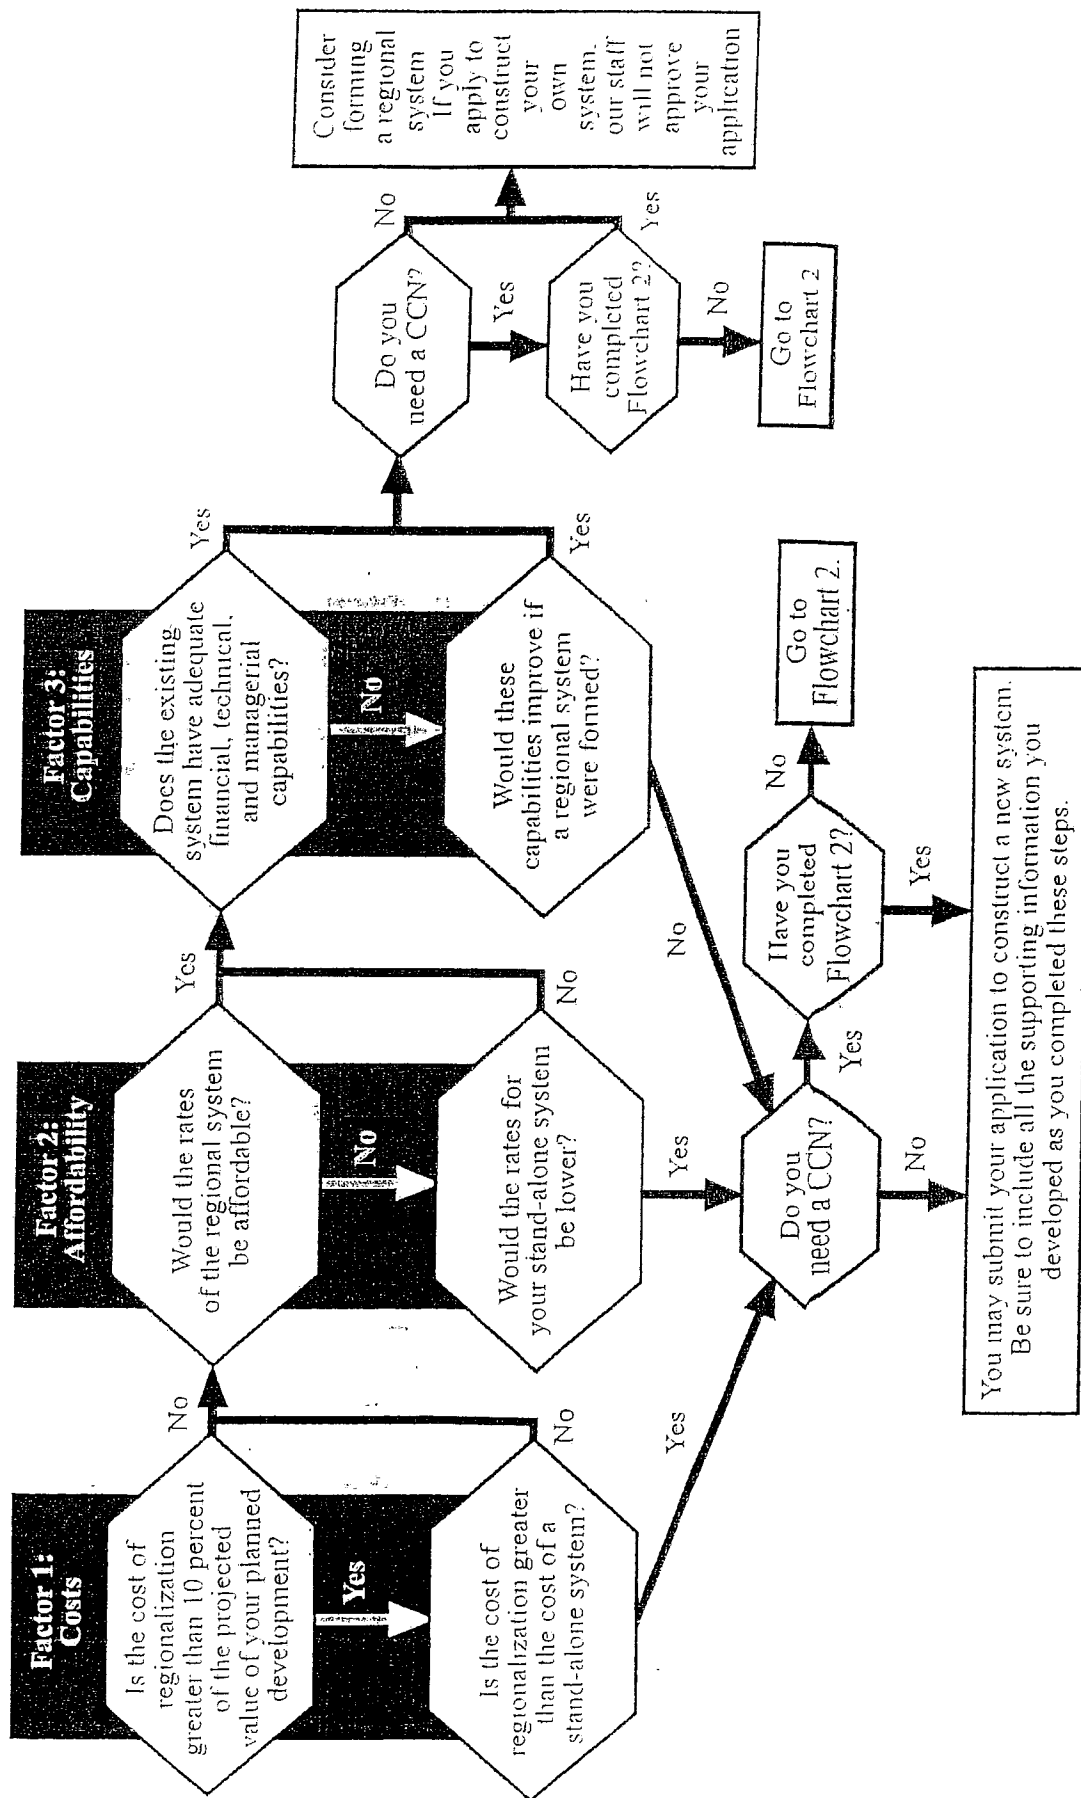 Factor 1:
Costs
Is the cost of
regionalization
greater than 10 percent
of the projected
value of your planned
development?
No
Yes
Is the cost of
regionalization greater
than the cost of a
stand-alone system?
No
Yes
Factor 2:
Affordability
Would the rates
of the regional system
be affordable?
Yes
No
Would the rates for
your stand-alone system
be lower?
No
Yes
Factor 3:
Capabilities
Does the existing
system have adequate
financial, technical,
and managerial
capabilities?
Yes
No
Would these
capabilities improve if
a regional system
were formed?
Yes
No
Do you
need a CCN?
No
Yes
Have you
completed
Flowchart 2?
Yes
No
Go to
Flowchart 2
Consider
forming
a regional
system
If you
apply to
construct
your
own
system,
our staff
will not
approve
your
application
Do you
need a CCN?
Yes
No
Have you
completed
Flowchart 2?
No
Yes
Go to
Flowchart 2.
You may submit your application to construct a new system.
Be sure to include all the supporting information you
developed as you completed these steps.